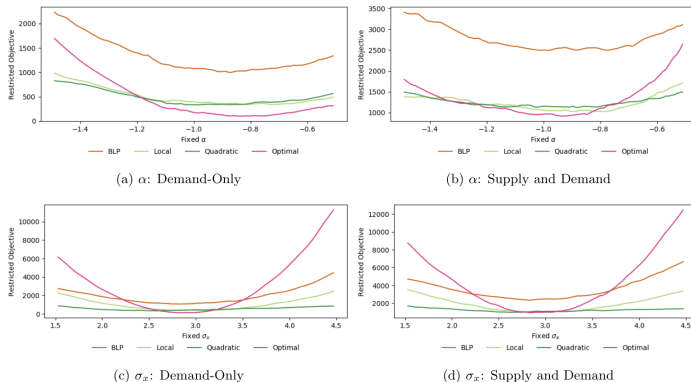 Restricted Objective
2000
1500
1000
500
0
−1.4
−1.2
−1.0
−0.8
−0.6
Fixed α
BLP Local Quadratic Optimal
(a) α: Demand-Only
Restricted Objective
3500
3000
2500
2000
1500
1000
−1.4
−1.2
−1.0
−0.8
−0.6
Fixed α
BLP Local Quadratic Optimal
(b) α: Supply and Demand
Restricted Objective
10000
8000
6000
4000
2000
0
1.5
2.0
2.5
3.0
3.5
4.0
4.5
Fixed σx
BLP Local Quadratic Optimal
(c) σx: Demand-Only
Restricted Objective
12000
10000
8000
6000
4000
2000
1.5
2.0
2.5
3.0
3.5
4.0
4.5
Fixed σx
BLP Local Quadratic Optimal
(d) σx: Supply and Demand